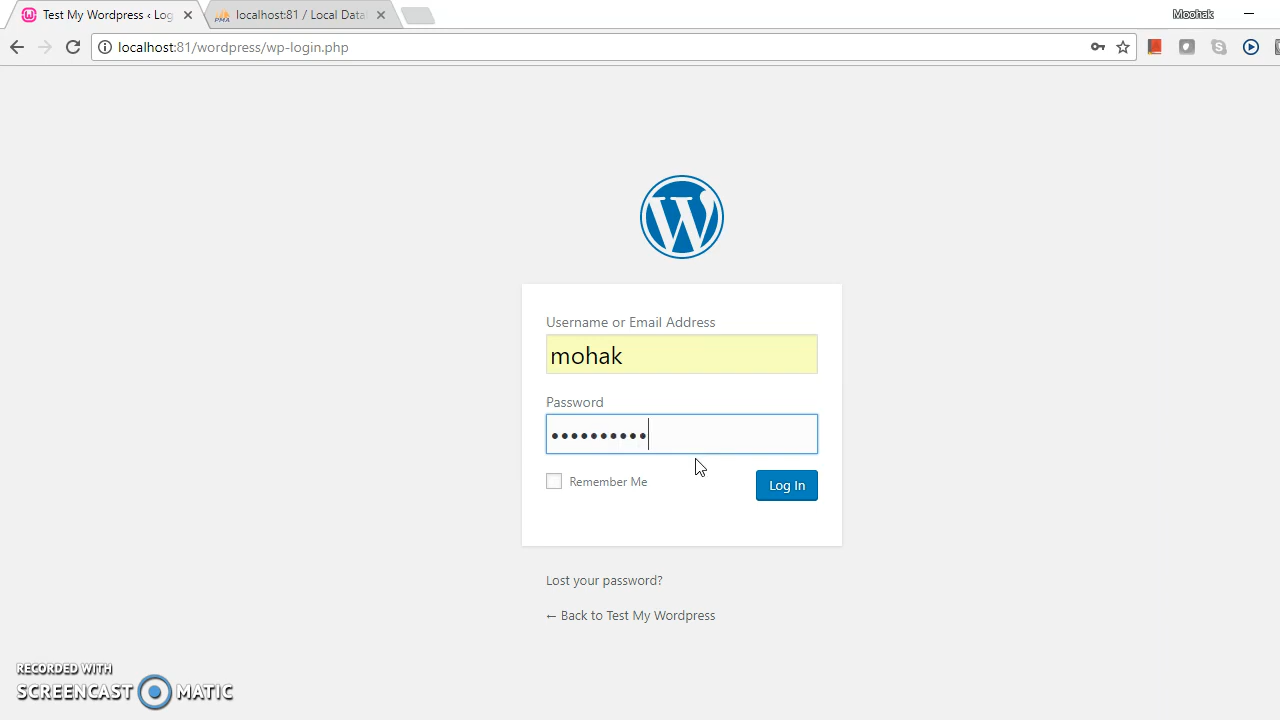 Test My Wordpress ‹ Log
localhost:81 / Local Datal
Moohak
localhost:81/wordpress/wp-login.php
Username or Email Address
mohak
Password
••••••••••
Remember Me
Log In
Lost your password?
← Back to Test My Wordpress
RECORDED WITH
SCREENCAST MATIC